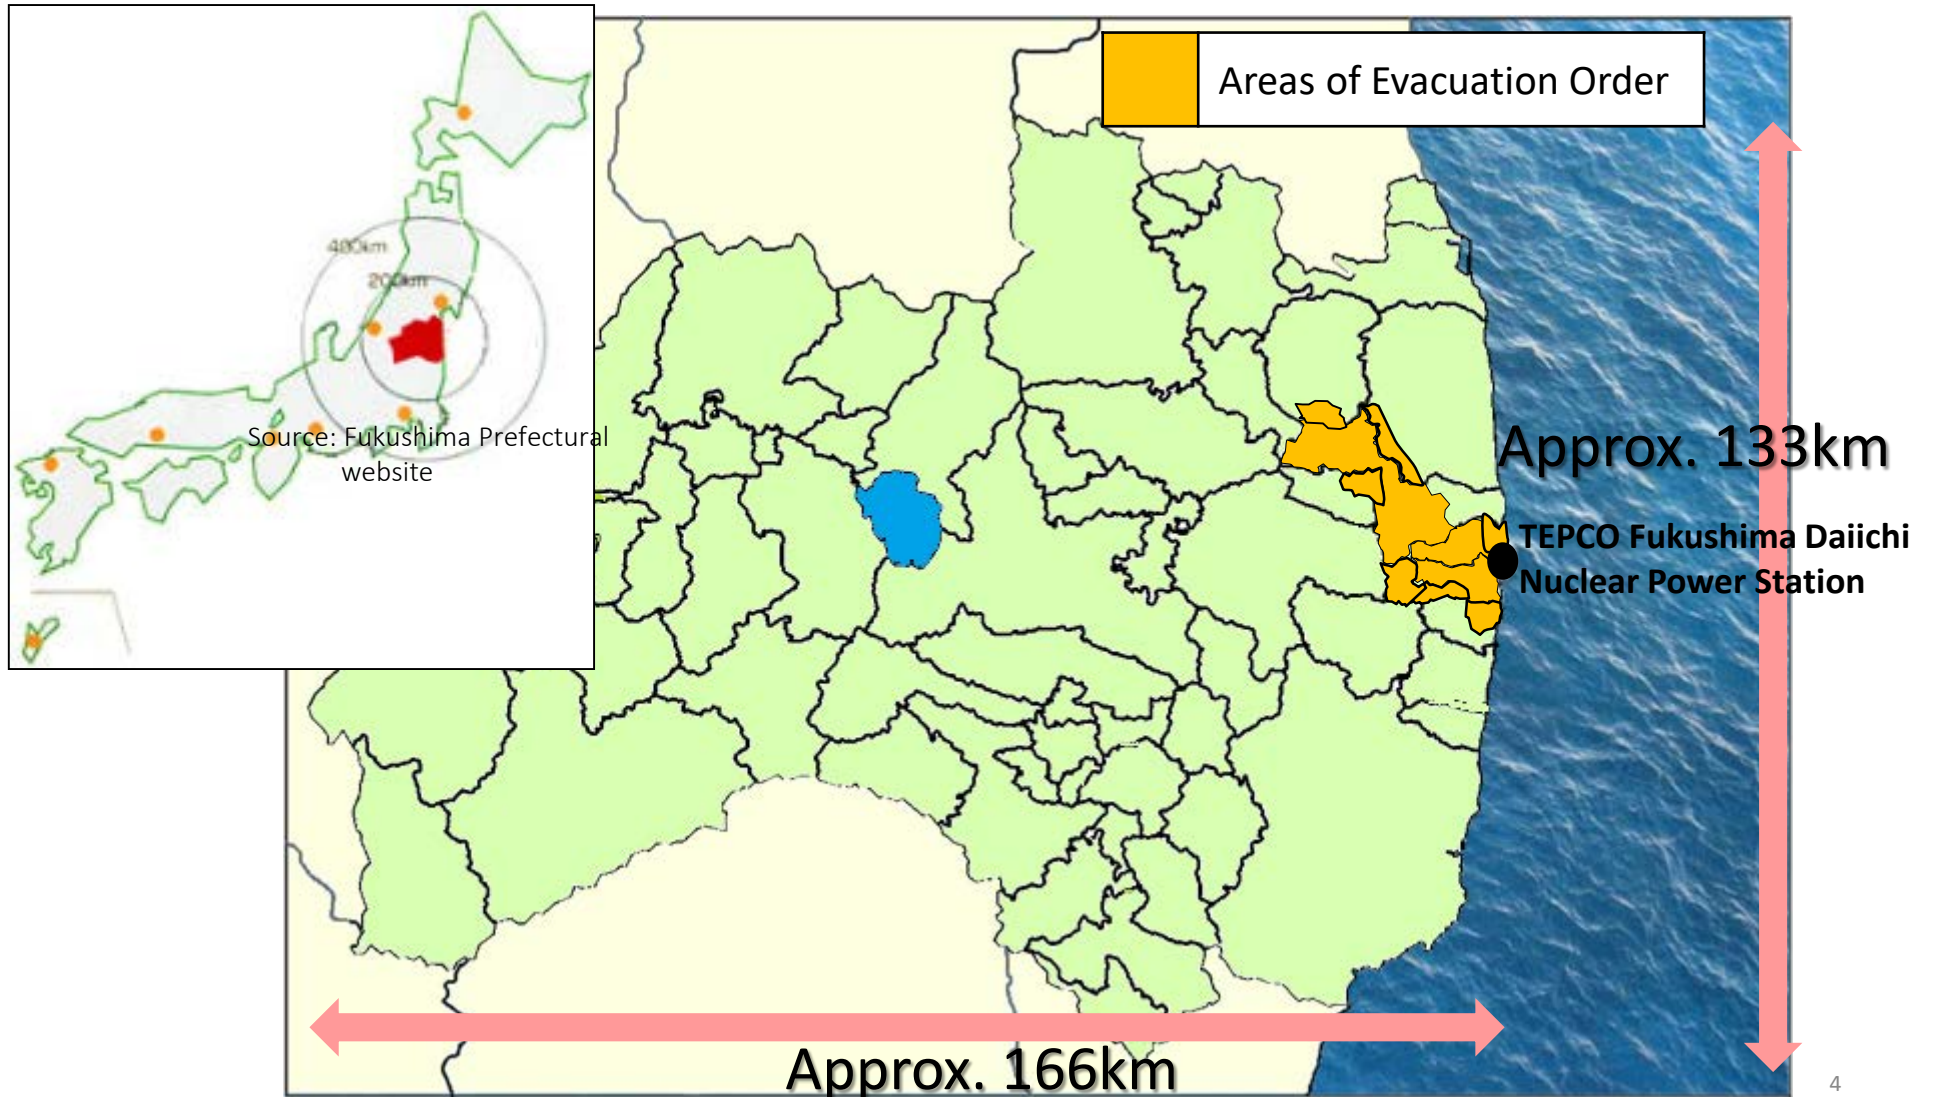 Areas of Evacuation Order
400km
200km
Source: Fukushima Prefectural
website
Approx. 133km
TEPCO Fukushima Daiichi
Nuclear Power Station
Approx. 166km
4